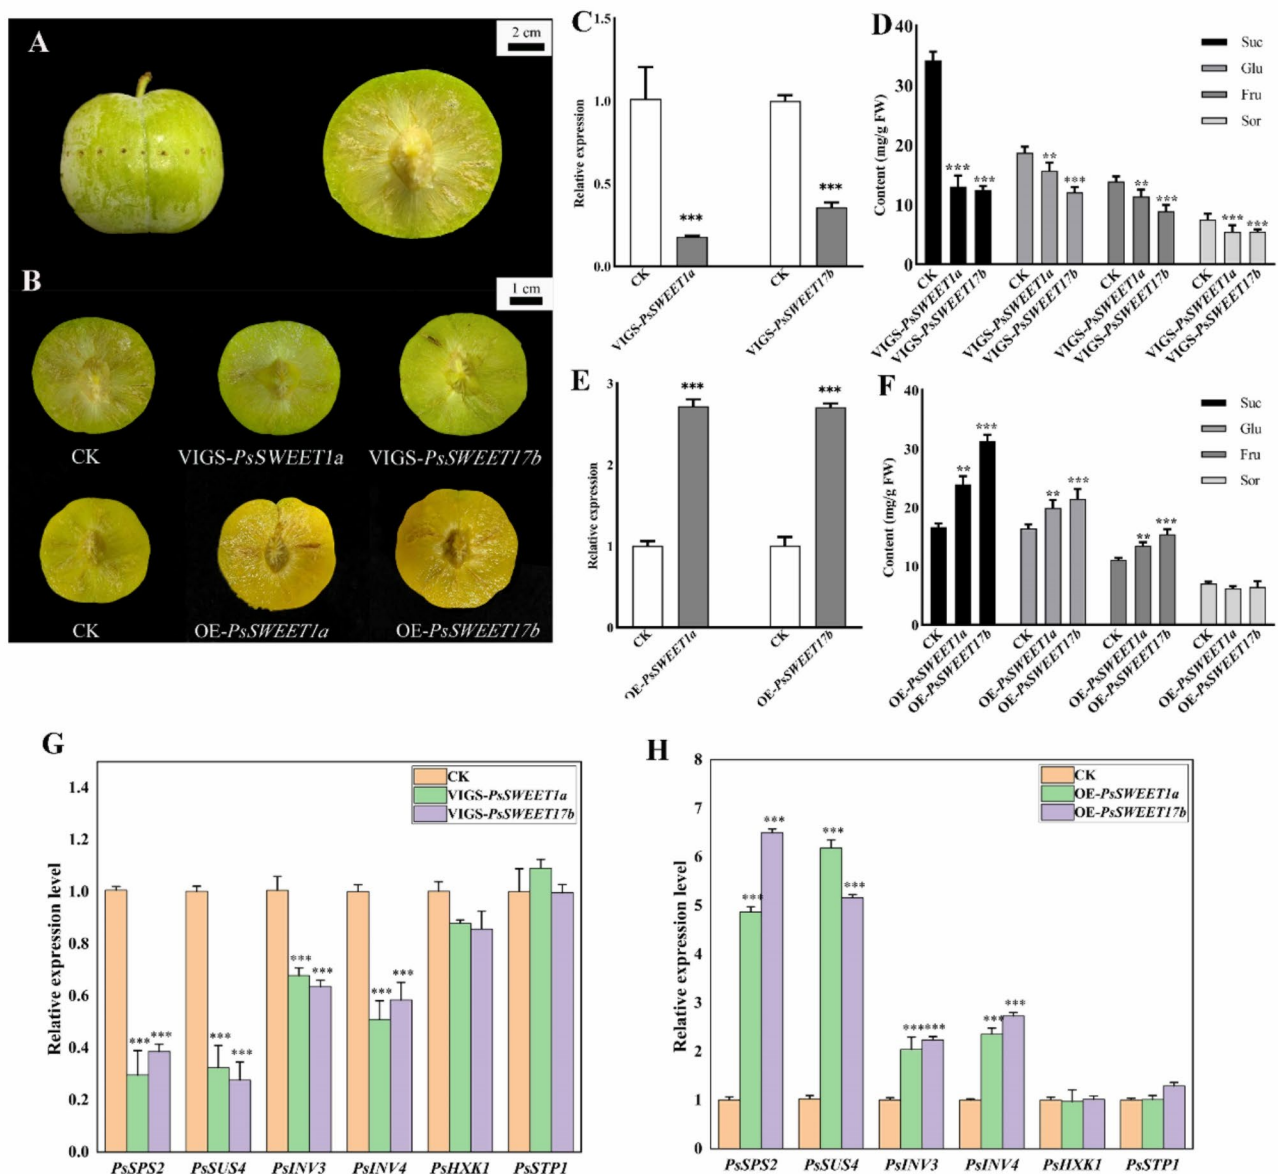 A
2 cm
B
1 cm
CK
VIGS-PsSWEET1a
VIGS-PsSWEET17b
CK
OE-PsSWEET1a
OE-PsSWEET17b
C
Relative expression
1.5
1.0
0.5
0.0
***
***
CK
VIGS-PsSWEET1a
CK
VIGS-PsSWEET17b
D
Content (mg/g FW)
40
30
20
10
0
Suc
Glu
Fru
Sor
***
***
**
***
**
***
***
***
CK
VIGS-PsSWEET1a
VIGS-PsSWEET17b
CK
VIGS-PsSWEET1a
VIGS-PsSWEET17b
CK
VIGS-PsSWEET1a
VIGS-PsSWEET17b
CK
VIGS-PsSWEET1a
VIGS-PsSWEET17b
E
Relative expression
3
2
1
0
***
***
CK
OE-PsSWEET1a
CK
OE-PsSWEET17b
F
Content (mg/g FW)
40
30
20
10
0
Suc
Glu
Fru
Sor
**
***
**
***
**
***
CK
OE-PsSWEET1a
OE-PsSWEET17b
CK
OE-PsSWEET1a
OE-PsSWEET17b
CK
OE-PsSWEET1a
OE-PsSWEET17b
CK
OE-PsSWEET1a
OE-PsSWEET17b
G
Relative expression level
1.4
1.2
1.0
0.8
0.6
0.4
0.2
0.0
CK
VIGS-PsSWEET1a
VIGS-PsSWEET17b
***
***
***
***
***
***
***
***
PsSPS2
PsSUS4
PsINV3
PsINV4
PsHXK1
PsSTP1
H
Relative expression level
8
7
6
5
4
3
2
1
0
CK
OE-PsSWEET1a
OE-PsSWEET17b
***
***
***
***
***
***
***
***
PsSPS2
PsSUS4
PsINV3
PsINV4
PsHXK1
PsSTP1